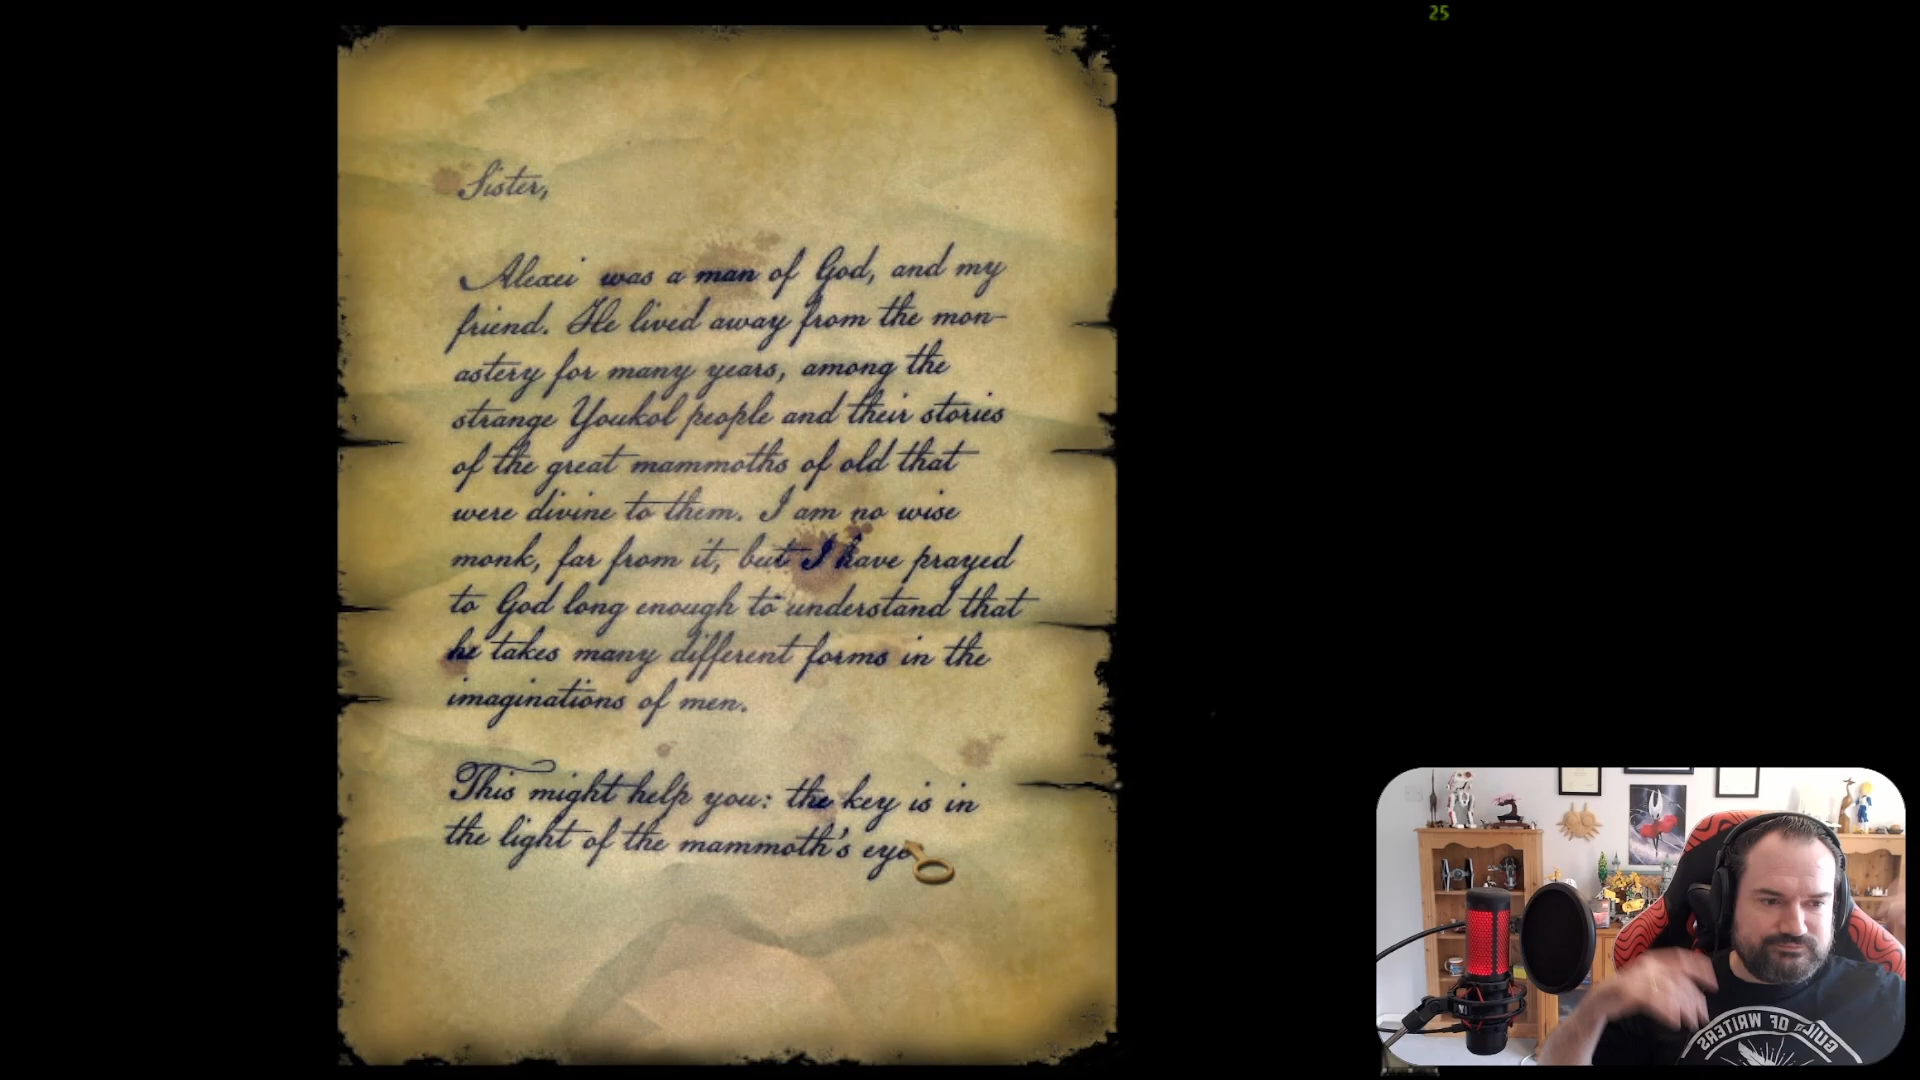 25
Sister,
Alexei was a man of God, and my
friend. He lived away from the mon-
astery for many years, among the
strange Youkol people and their stories
of the great mammoths of old that
were divine to them. I am no wise
monk, far from it, but I have prayed
to God long enough to understand that
he takes many different forms in the
imaginations of men.
This might help you: the key is in
the light of the mammoth's eye
GUILD OF WRITERS